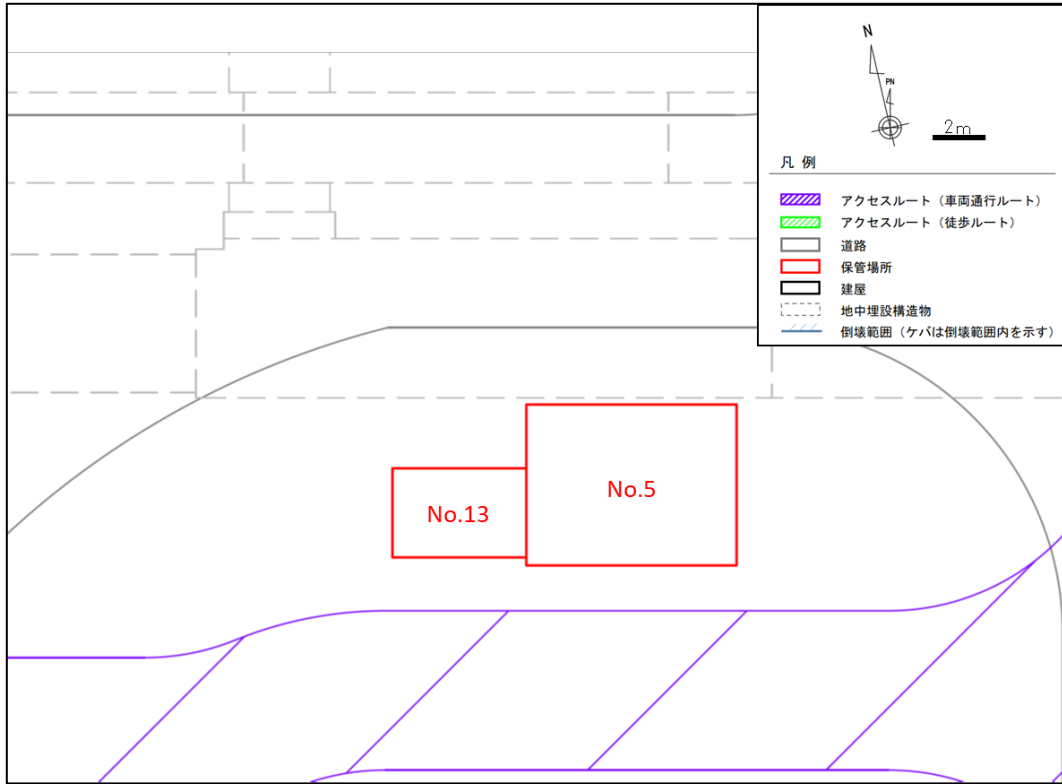 N
PN
2m
凡 例
アクセスルート（車両通行ルート）
アクセスルート（徒歩ルート）
道路
保管場所
建屋
地中埋設構造物
倒壊範囲（ケバは倒壊範囲内を示す）
No.5
No.13